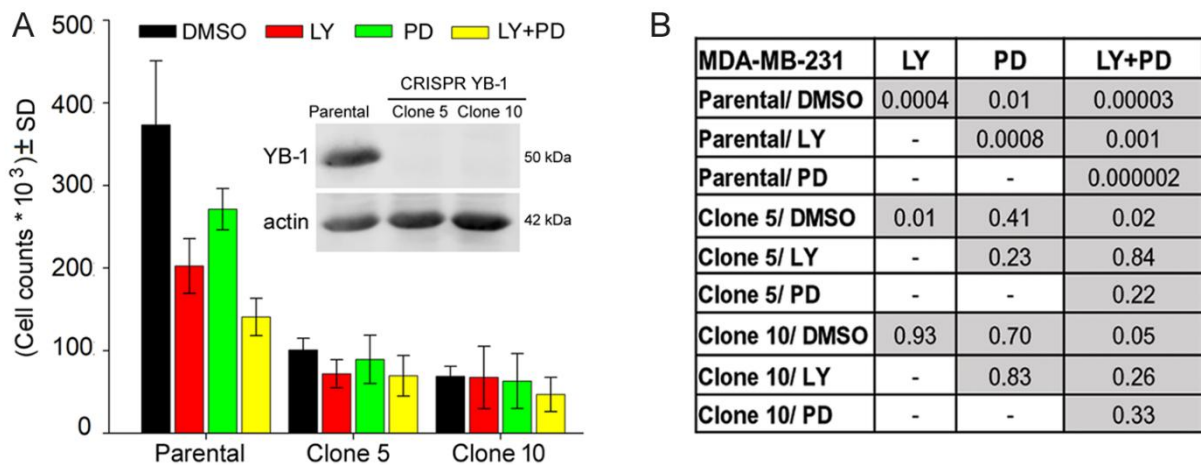 A
DMSO LY PD LY+PD
(Cell counts * 10³) ± SD
500
400
300
200
100
0
CRISPR YB-1
Parental Clone 5 Clone 10
YB-1 50 kDa
actin 42 kDa
Parental Clone 5 Clone 10
B
MDA-MB-231 LY PD LY+PD
Parental/ DMSO 0.0004 0.01 0.00003
Parental/ LY - 0.0008 0.001
Parental/ PD - - 0.000002
Clone 5/ DMSO 0.01 0.41 0.02
Clone 5/ LY - 0.23 0.84
Clone 5/ PD - - 0.22
Clone 10/ DMSO 0.93 0.70 0.05
Clone 10/ LY - 0.83 0.26
Clone 10/ PD - - 0.33